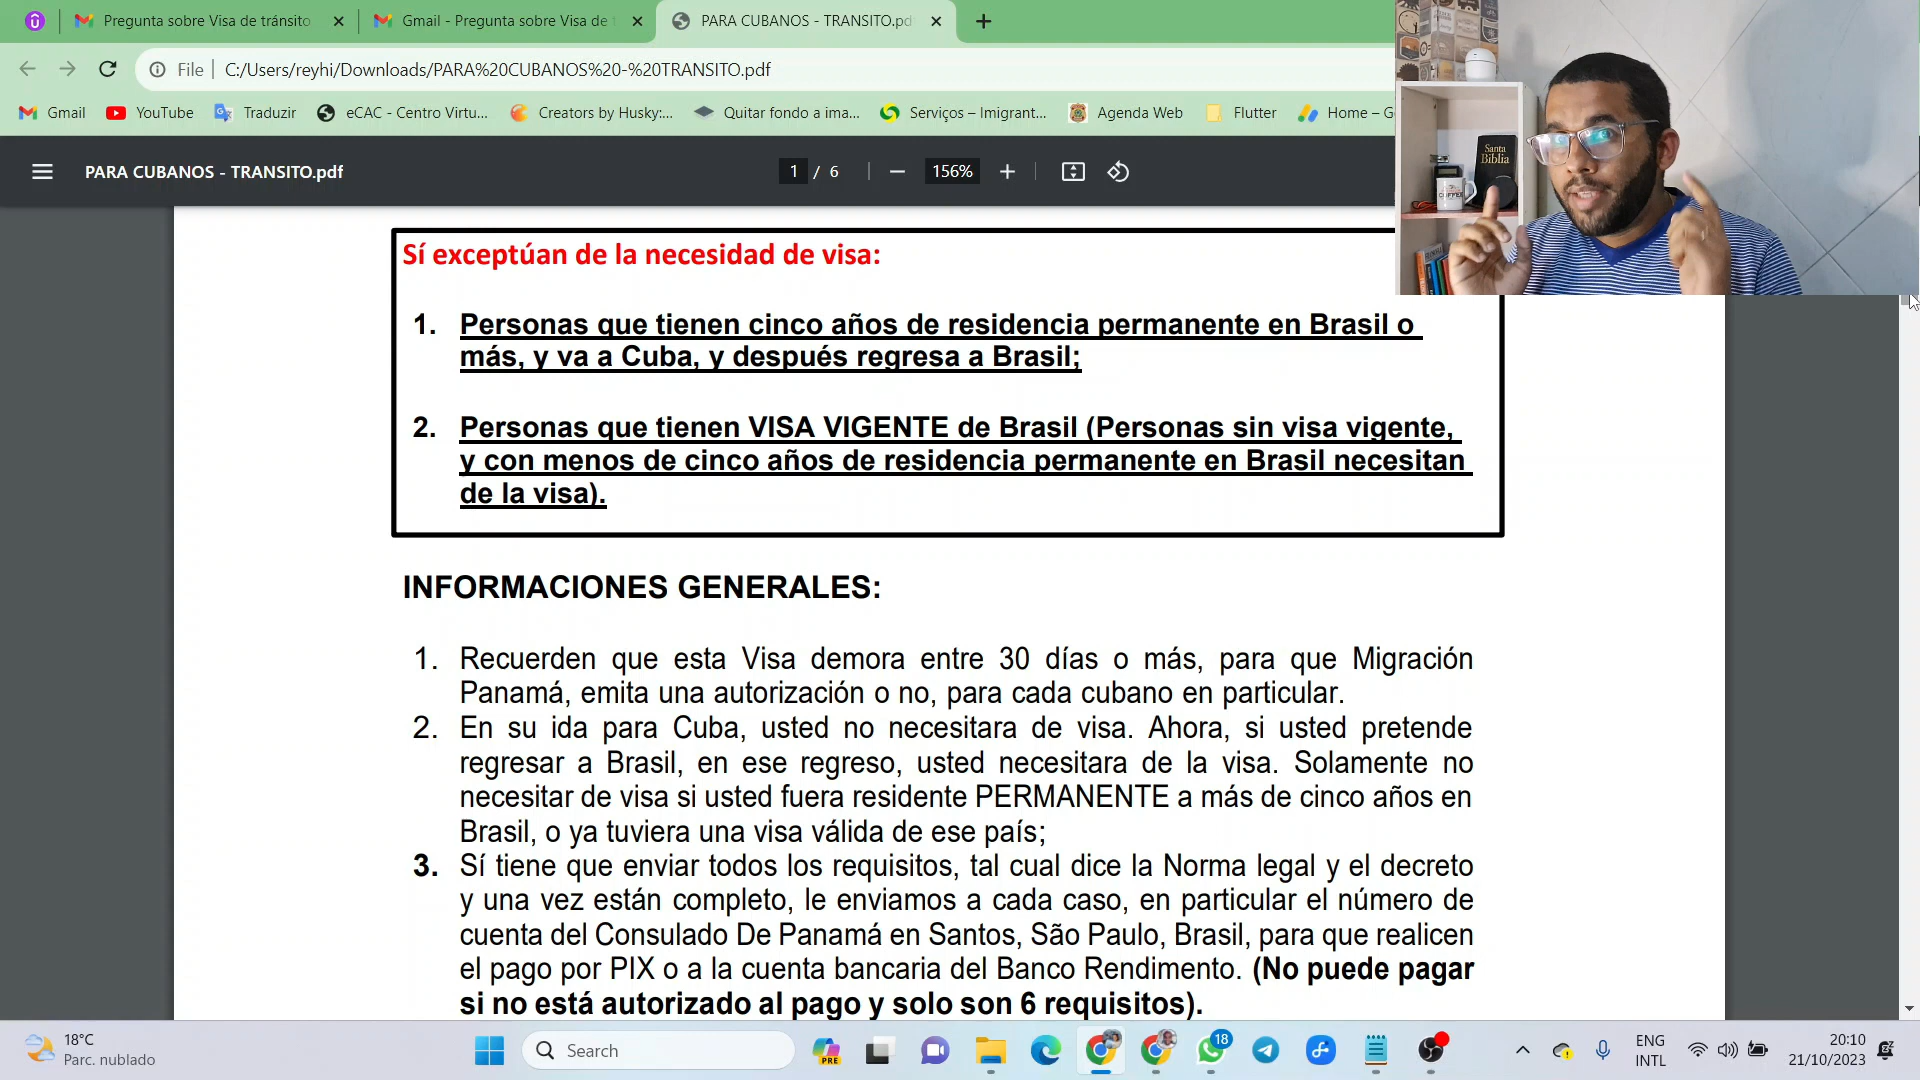 Pregunta sobre Visa de tránsito
Gmail - Pregunta sobre Visa de
PARA CUBANOS - TRANSITO.pd
File
C:/Users/reyhi/Downloads/PARA%20CUBANOS%20-%20TRANSITO.pdf
Gmail
YouTube
Traduzir
eCAC - Centro Virtu...
Creators by Husky:...
Quitar fondo a ima...
Serviços – Imigrant...
Agenda Web
Flutter
Home – G
PARA CUBANOS - TRANSITO.pdf
1 / 6
156%
Santa
Biblia
COFFEE
Sí exceptúan de la necesidad de visa:
1. Personas que tienen cinco años de residencia permanente en Brasil o
más, y va a Cuba, y después regresa a Brasil;
2. Personas que tienen VISA VIGENTE de Brasil (Personas sin visa vigente,
y con menos de cinco años de residencia permanente en Brasil necesitan
de la visa).
INFORMACIONES GENERALES:
1. Recuerden que esta Visa demora entre 30 días o más, para que Migración
Panamá, emita una autorización o no, para cada cubano en particular.
2. En su ida para Cuba, usted no necesitara de visa. Ahora, si usted pretende
regresar a Brasil, en ese regreso, usted necesitara de la visa. Solamente no
necesitar de visa si usted fuera residente PERMANENTE a más de cinco años en
Brasil, o ya tuviera una visa válida de ese país;
3. Sí tiene que enviar todos los requisitos, tal cual dice la Norma legal y el decreto
y una vez están completo, le enviamos a cada caso, en particular el número de
cuenta del Consulado De Panamá en Santos, São Paulo, Brasil, para que realicen
el pago por PIX o a la cuenta bancaria del Banco Rendimento. (No puede pagar
si no está autorizado al pago y solo son 6 requisitos).
18°C
Parc. nublado
Search
PRE
18
ENG
INTL
20:10
21/10/2023